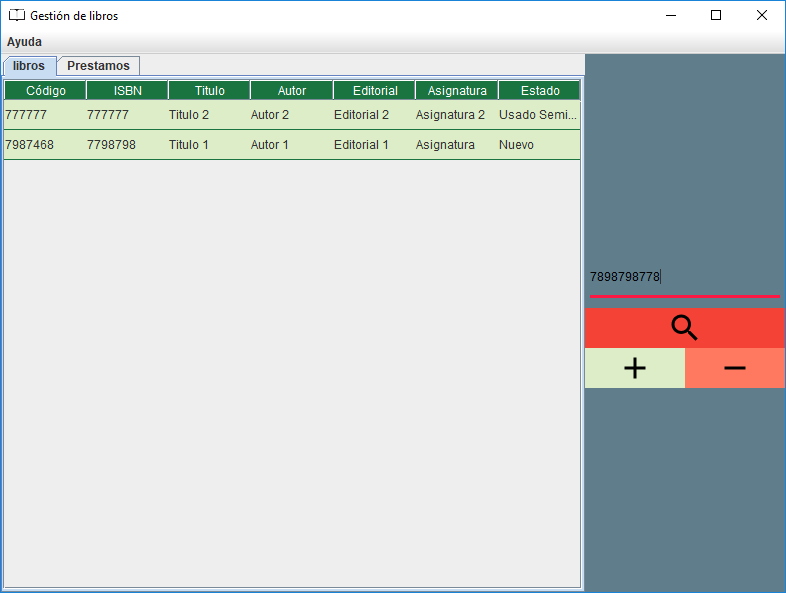 Gestión de libros
Ayuda
libros Prestamos
Código ISBN Titulo Autor Editorial Asignatura Estado
777777 777777 Titulo 2 Autor 2 Editorial 2 Asignatura 2 Usado Semi...
7987468 7798798 Titulo 1 Autor 1 Editorial 1 Asignatura Nuevo
7898798778